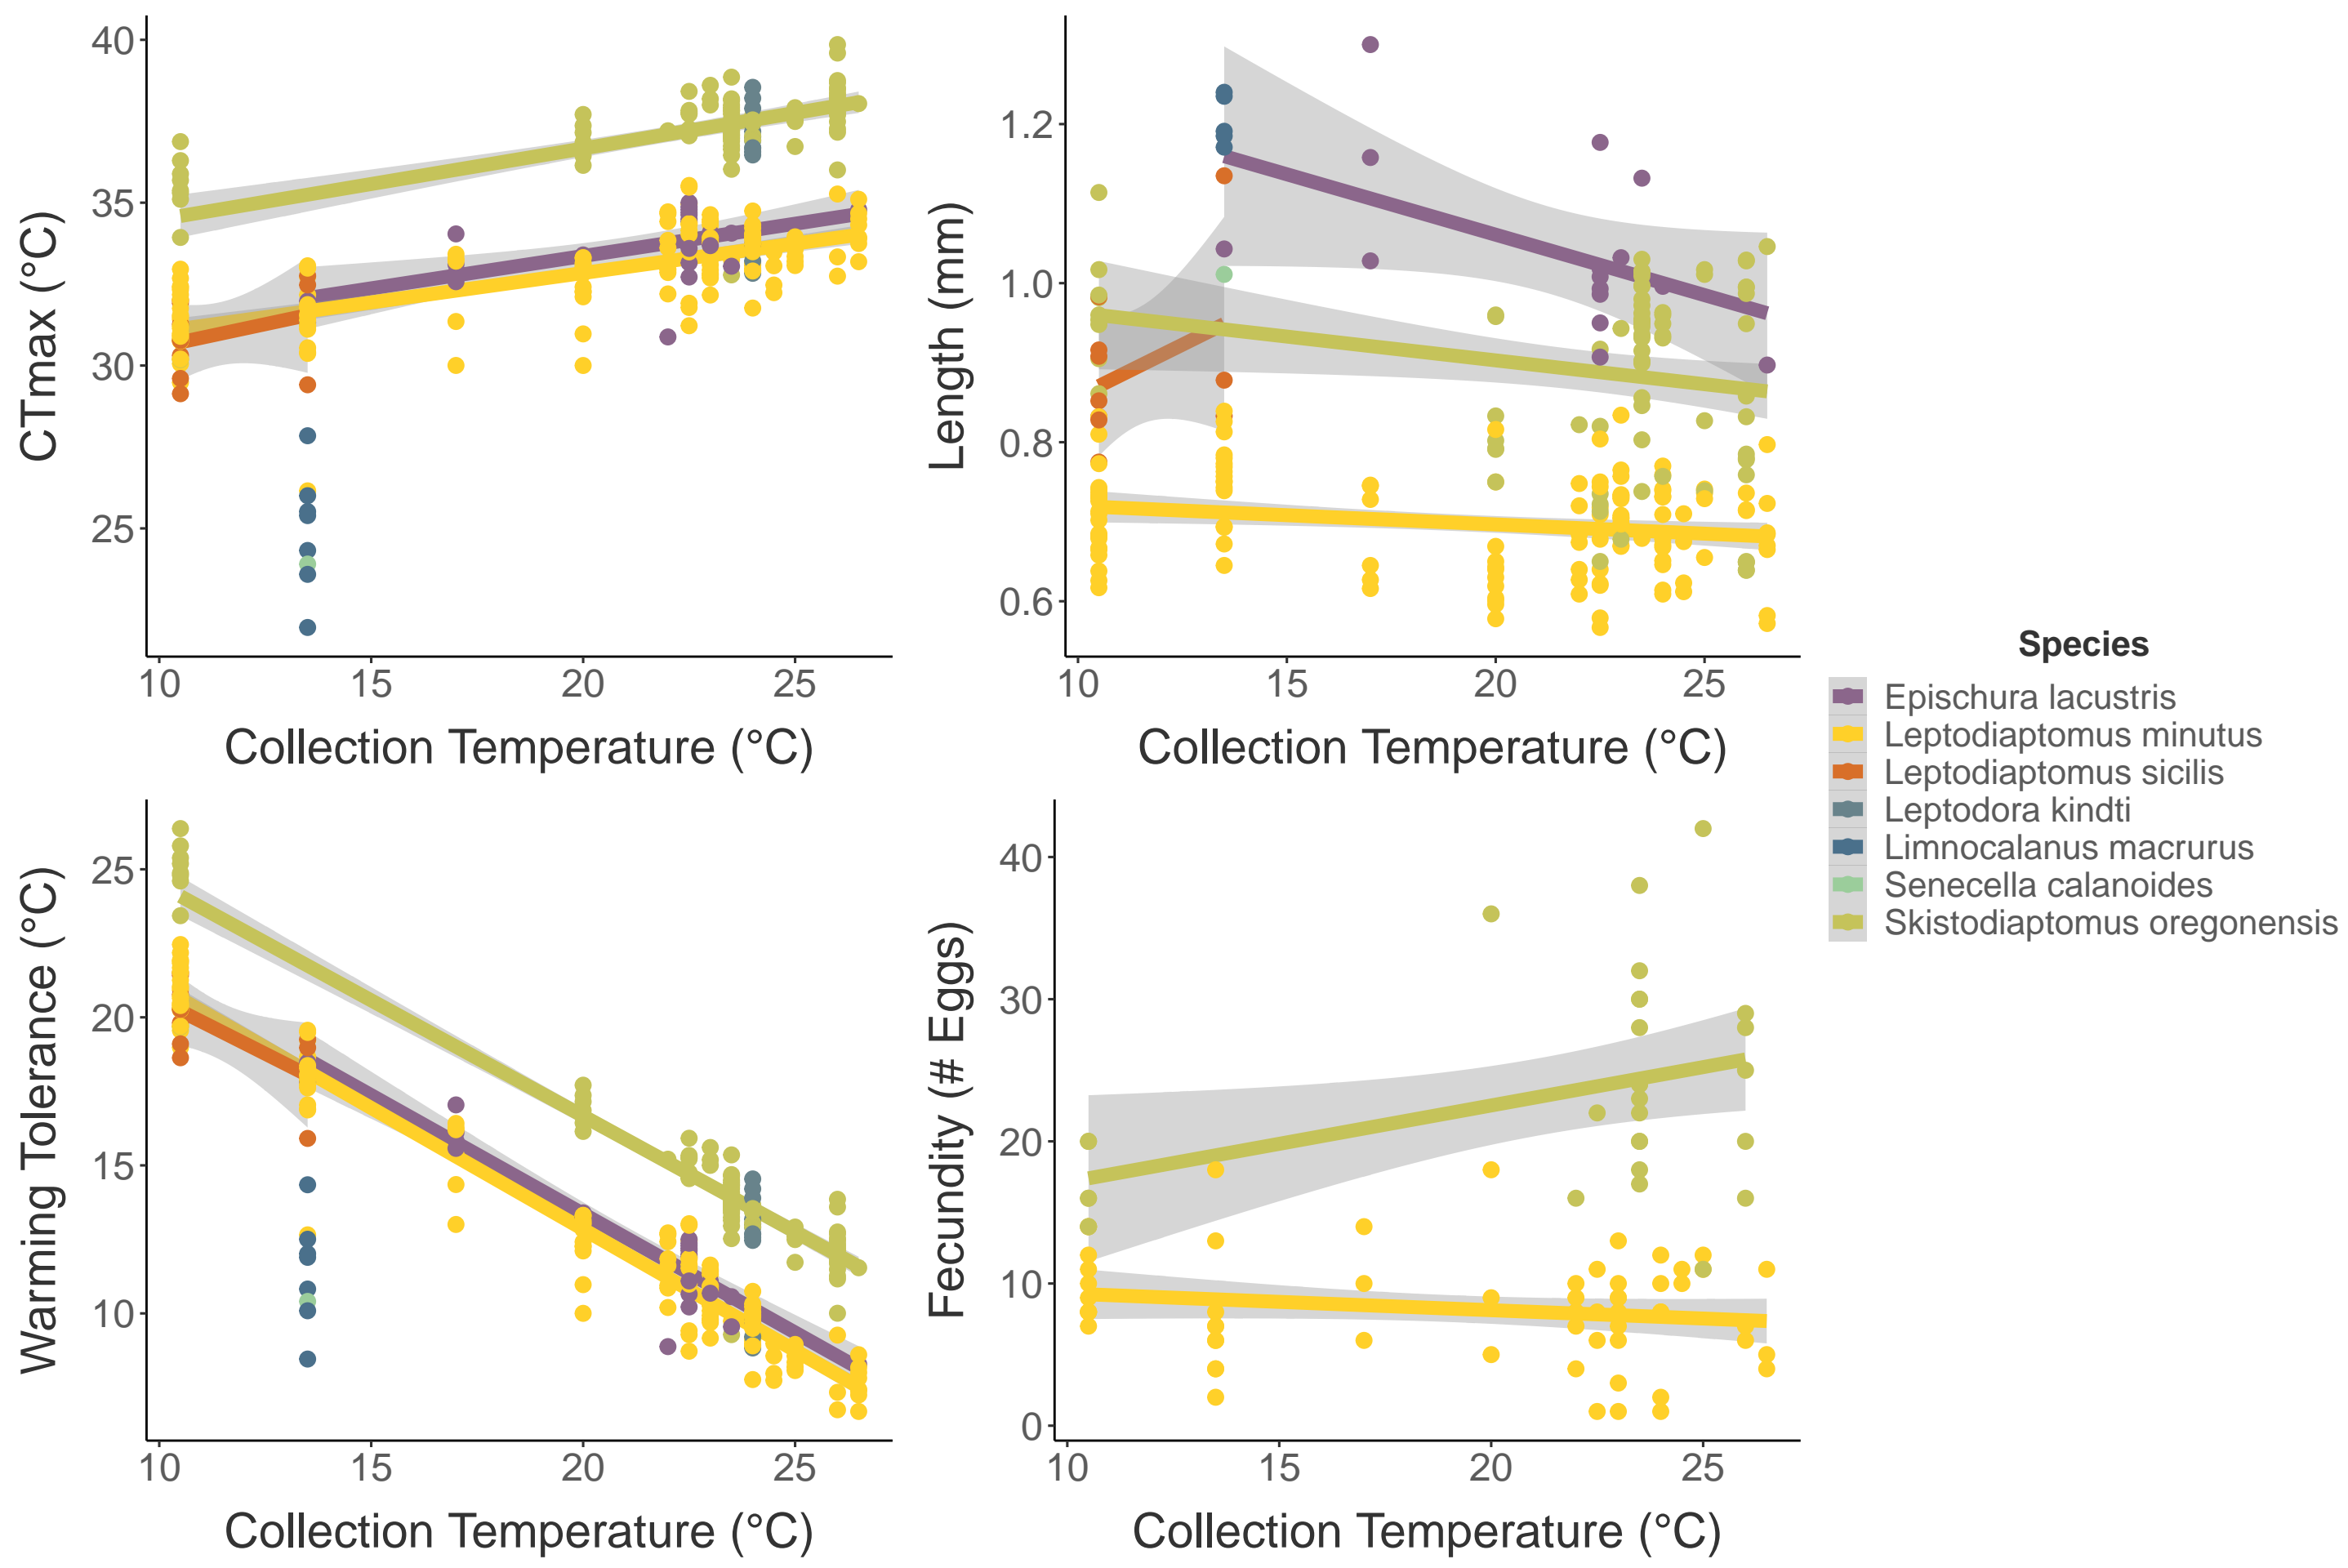 CTmax (°C)
40
35
30
25
10 15 20 25
Collection Temperature (°C)
Length (mm)
1.2
1.0
0.8
0.6
10 15 20 25
Collection Temperature (°C)
Warming Tolerance (°C)
25
20
15
10
10 15 20 25
Collection Temperature (°C)
Fecundity (# Eggs)
40
30
20
10
0
10 15 20 25
Collection Temperature (°C)
Species
Epischura lacustris
Leptodiaptomus minutus
Leptodiaptomus sicilis
Leptodora kindti
Limnocalanus macrurus
Senecella calanoides
Skistodiaptomus oregonensis